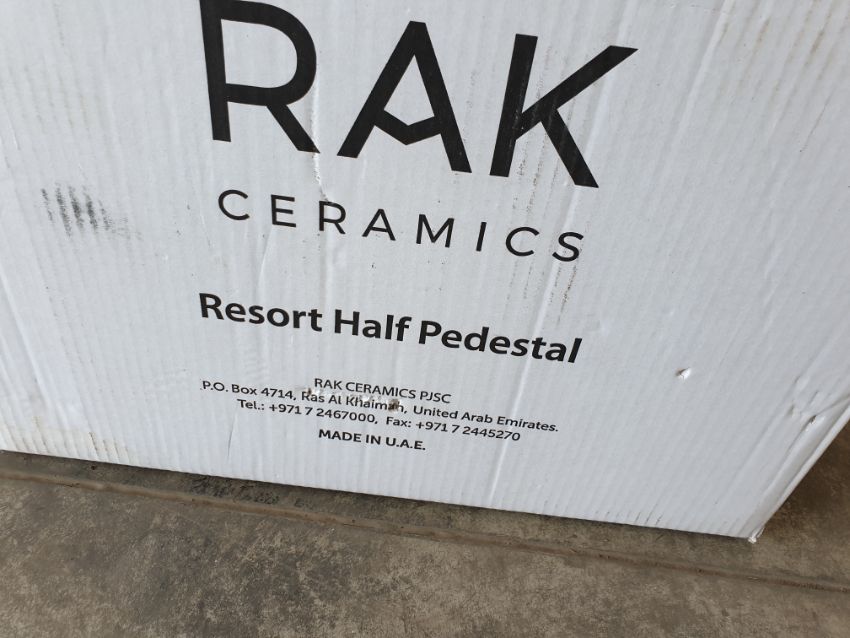 RAK
CERAMICS
Resort Half Pedestal
RAK CERAMICS PJSC
P.O. Box 4714, Ras Al Khaimah, United Arab Emirates.
Tel.: +971 7 2467000, Fax: +971 7 2445270
MADE IN U.A.E.